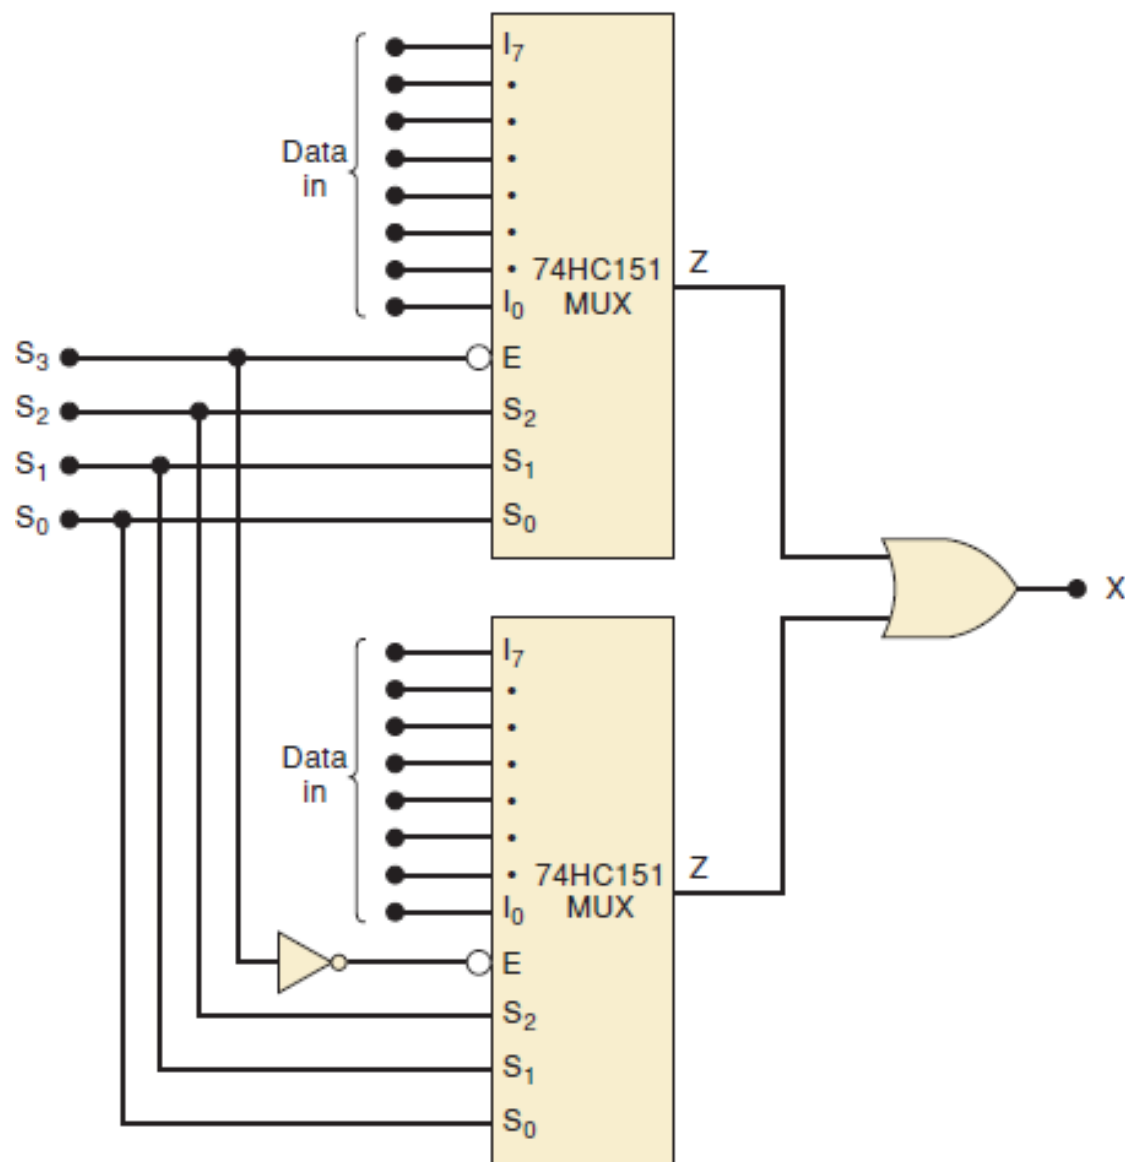 I7
Data
in
74HC151
MUX
Z
I0
S3
E
S2
S2
S1
S1
S0
S0
X
I7
Data
in
74HC151
MUX
Z
I0
E
S2
S1
S0